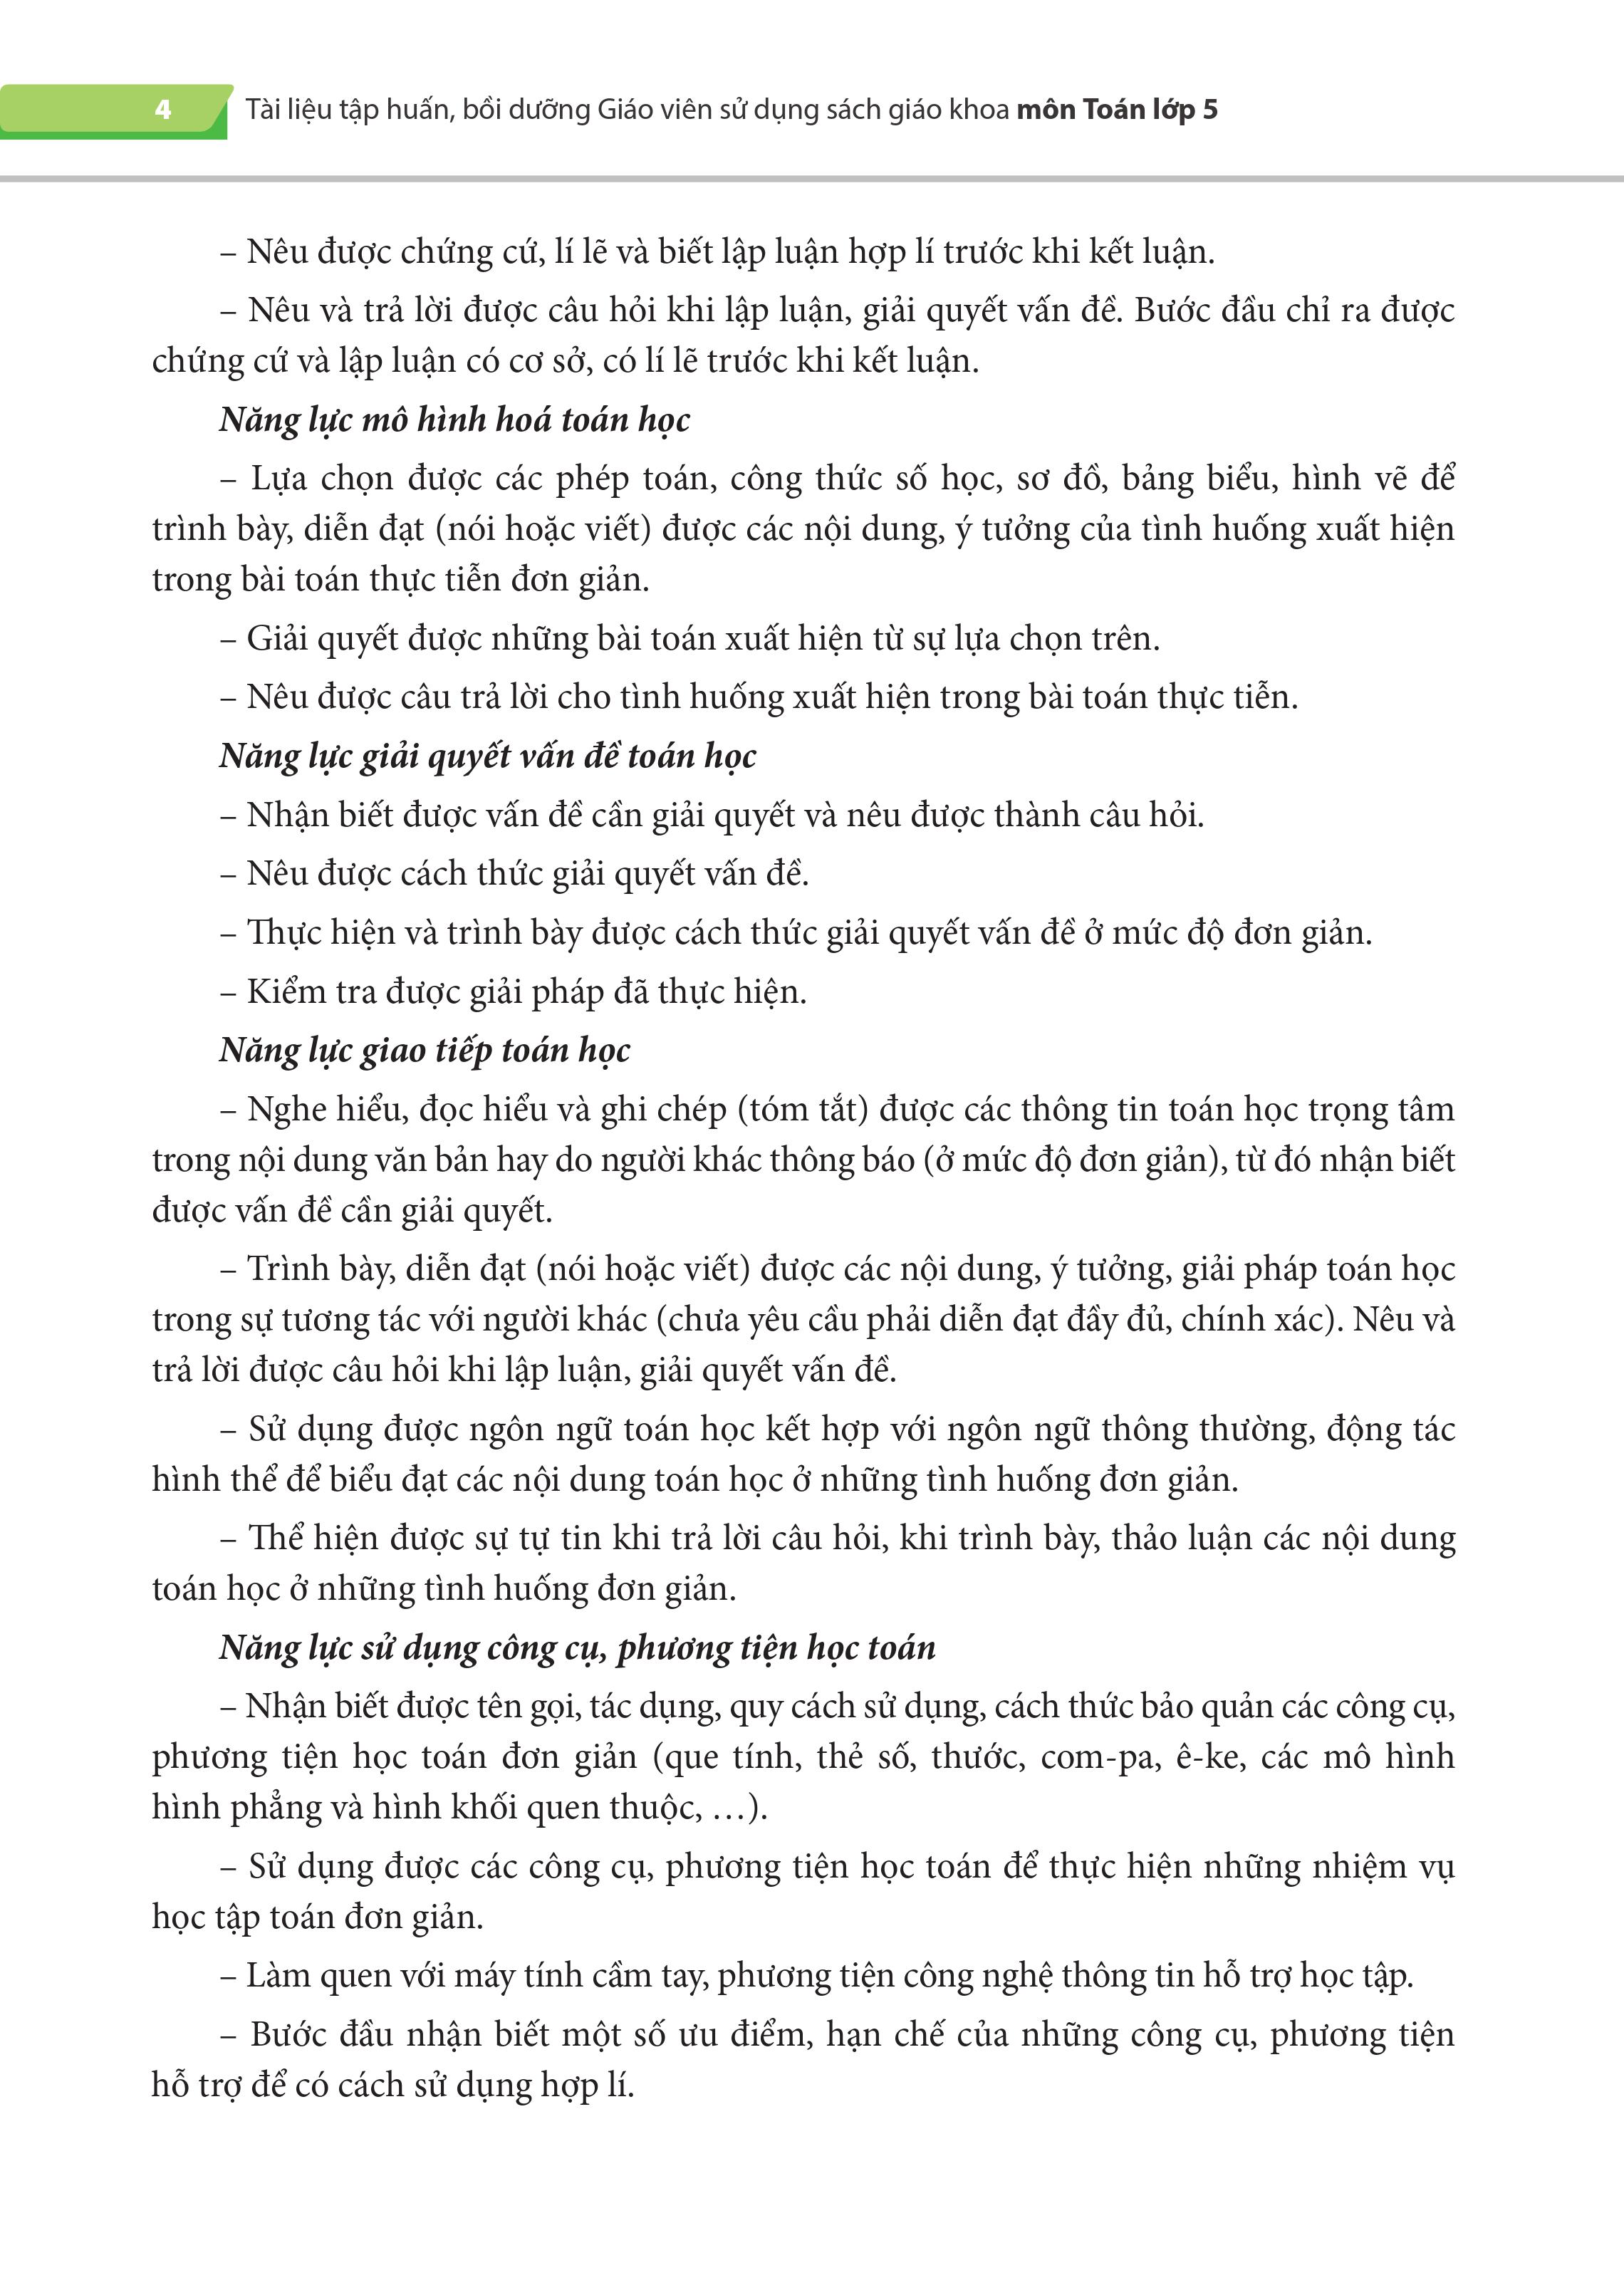 4 Tài liệu tập huấn, bồi dưỡng Giáo viên sử dụng sách giáo khoa môn Toán lớp 5
– Nêu được chứng cứ, lí lẽ và biết lập luận hợp lí trước khi kết luận.
– Nêu và trả lời được câu hỏi khi lập luận, giải quyết vấn đề. Bước đầu chỉ ra được
chứng cứ và lập luận có cơ sở, có lí lẽ trước khi kết luận.
Năng lực mô hình hoá toán học
– Lựa chọn được các phép toán, công thức số học, sơ đồ, bảng biểu, hình vẽ để
trình bày, diễn đạt (nói hoặc viết) được các nội dung, ý tưởng của tình huống xuất hiện
trong bài toán thực tiễn đơn giản.
– Giải quyết được những bài toán xuất hiện từ sự lựa chọn trên.
– Nêu được câu trả lời cho tình huống xuất hiện trong bài toán thực tiễn.
Năng lực giải quyết vấn đề toán học
– Nhận biết được vấn đề cần giải quyết và nêu được thành câu hỏi.
– Nêu được cách thức giải quyết vấn đề.
– Thực hiện và trình bày được cách thức giải quyết vấn đề ở mức độ đơn giản.
– Kiểm tra được giải pháp đã thực hiện.
Năng lực giao tiếp toán học
– Nghe hiểu, đọc hiểu và ghi chép (tóm tắt) được các thông tin toán học trọng tâm
trong nội dung văn bản hay do người khác thông báo (ở mức độ đơn giản), từ đó nhận biết
được vấn đề cần giải quyết.
– Trình bày, diễn đạt (nói hoặc viết) được các nội dung, ý tưởng, giải pháp toán học
trong sự tương tác với người khác (chưa yêu cầu phải diễn đạt đầy đủ, chính xác). Nêu và
trả lời được câu hỏi khi lập luận, giải quyết vấn đề.
– Sử dụng được ngôn ngữ toán học kết hợp với ngôn ngữ thông thường, động tác
hình thể để biểu đạt các nội dung toán học ở những tình huống đơn giản.
– Thể hiện được sự tự tin khi trả lời câu hỏi, khi trình bày, thảo luận các nội dung
toán học ở những tình huống đơn giản.
Năng lực sử dụng công cụ, phương tiện học toán
– Nhận biết được tên gọi, tác dụng, quy cách sử dụng, cách thức bảo quản các công cụ,
phương tiện học toán đơn giản (que tính, thẻ số, thước, com-pa, ê-ke, các mô hình
hình phẳng và hình khối quen thuộc, …).
– Sử dụng được các công cụ, phương tiện học toán để thực hiện những nhiệm vụ
học tập toán đơn giản.
– Làm quen với máy tính cầm tay, phương tiện công nghệ thông tin hỗ trợ học tập.
– Bước đầu nhận biết một số ưu điểm, hạn chế của những công cụ, phương tiện
hỗ trợ để có cách sử dụng hợp lí.